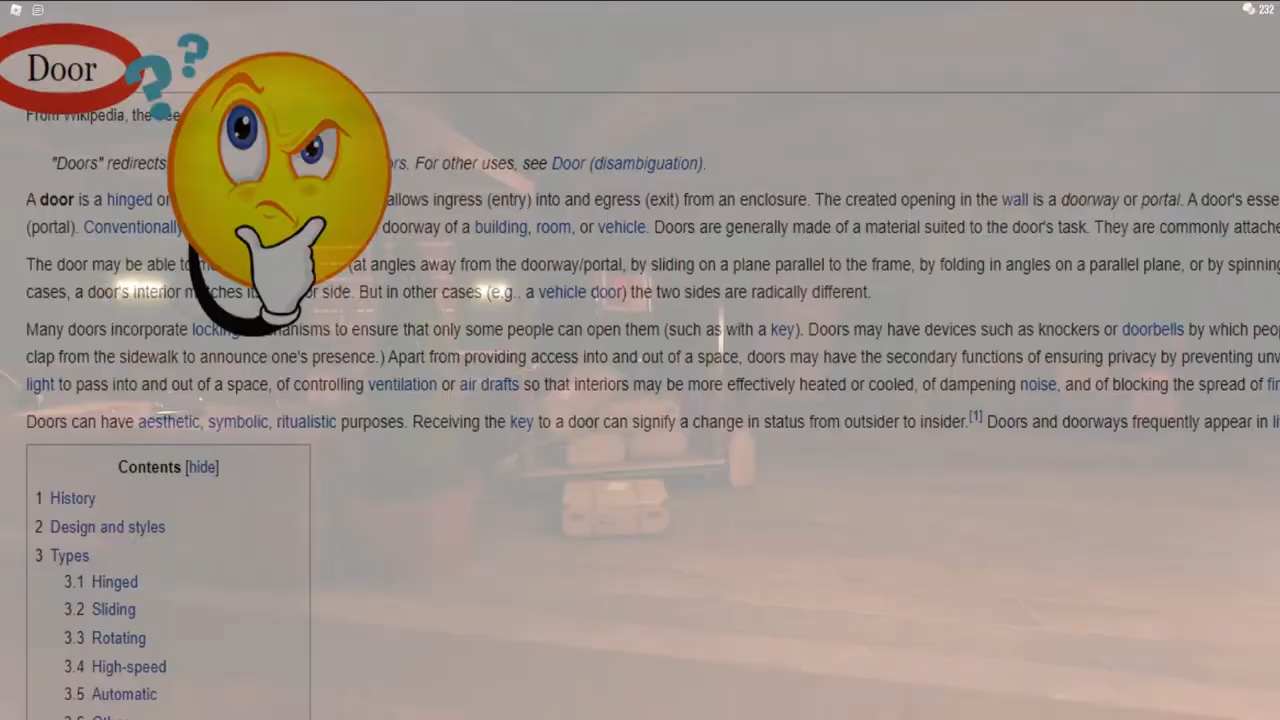 232
Door
??
From Wikipedia, the
"Doors" redirects rs. For other uses, see Door (disambiguation).
A door is a hinged or allows ingress (entry) into and egress (exit) from an enclosure. The created opening in the wall is a doorway or portal. A door's esse
(portal). Conventionally doorway of a building, room, or vehicle. Doors are generally made of a material suited to the door's task. They are commonly attache
The door may be able to (at angles away from the doorway/portal, by sliding on a plane parallel to the frame, by folding in angles on a parallel plane, or by spinning
cases, a door's interior matches its or side. But in other cases (e.g., a vehicle door) the two sides are radically different.
Many doors incorporate locking mechanisms to ensure that only some people can open them (such as with a key). Doors may have devices such as knockers or doorbells by which peop
clap from the sidewalk to announce one's presence.) Apart from providing access into and out of a space, doors may have the secondary functions of ensuring privacy by preventing unw
light to pass into and out of a space, of controlling ventilation or air drafts so that interiors may be more effectively heated or cooled, of dampening noise, and of blocking the spread of fir
Doors can have aesthetic, symbolic, ritualistic purposes. Receiving the key to a door can signify a change in status from outsider to insider.[1] Doors and doorways frequently appear in li
Contents [hide]
1 History
2 Design and styles
3 Types
3.1 Hinged
3.2 Sliding
3.3 Rotating
3.4 High-speed
3.5 Automatic